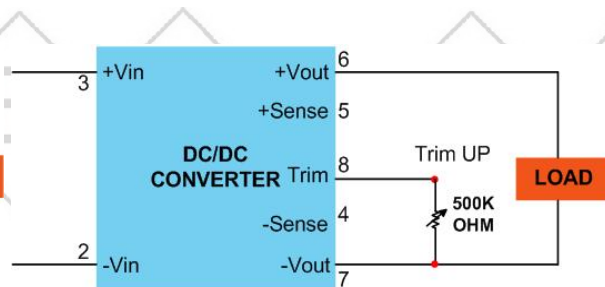 6
+Vin
+Vout
3
+Sense 5
DC/DC
CONVERTER
Trim
8
Trim UP
LOAD
500K
OHM
-Sense
4
2
-Vin
-Vout
7